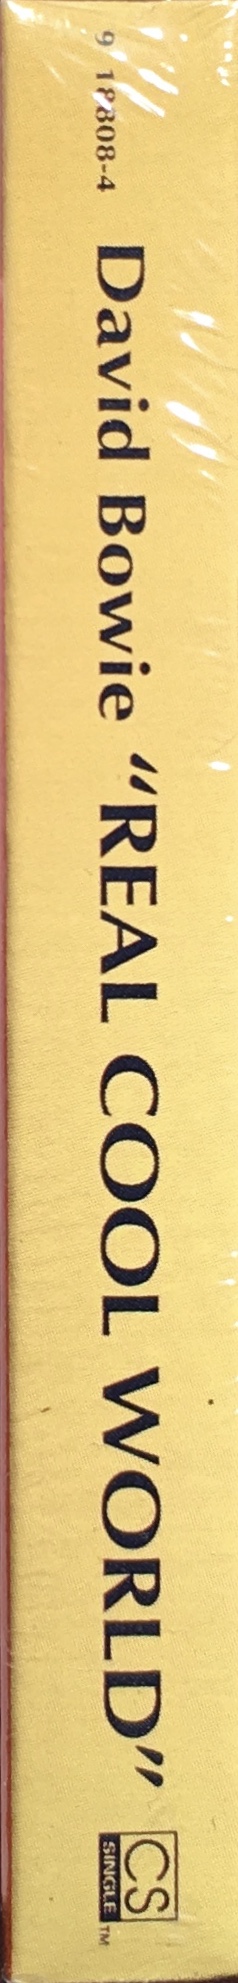 9 18808-4 David Bowie "REAL COOL WORLD" CS
SINGLE ™